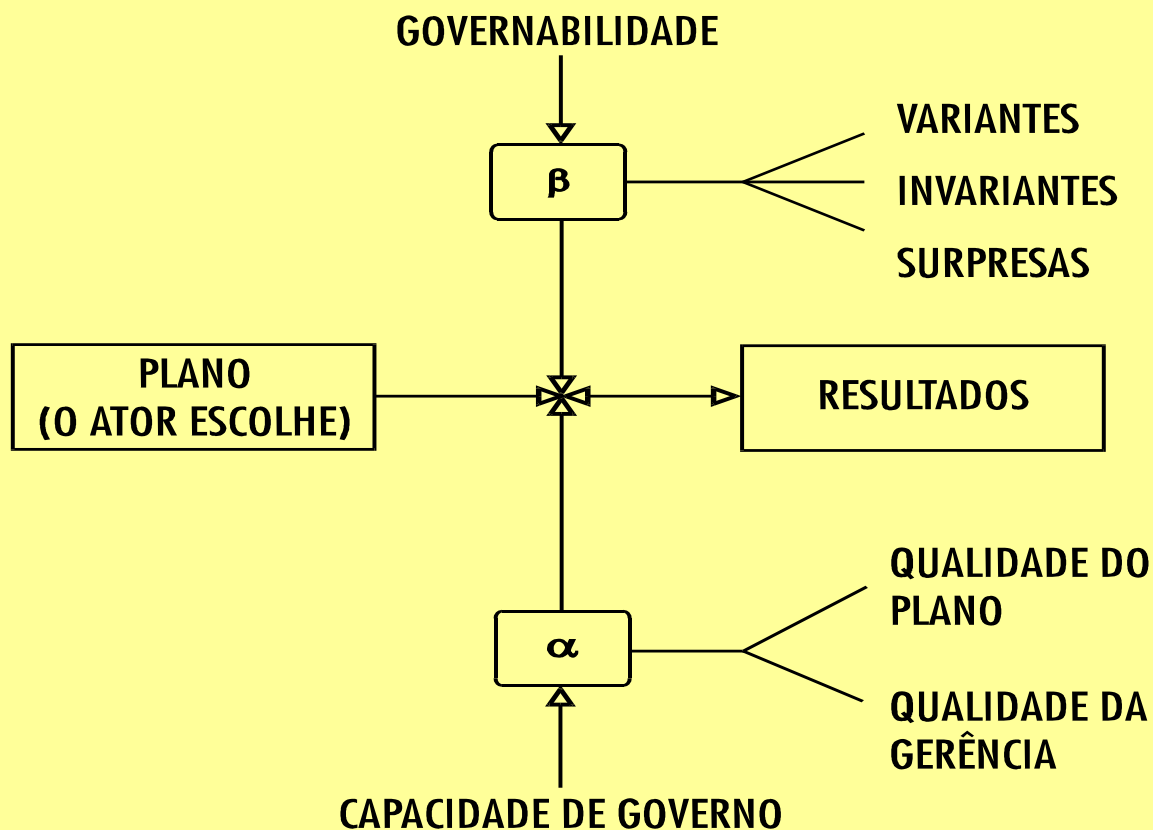 GOVERNABILIDADE
β
VARIANTES
INVARIANTES
SURPRESAS
PLANO
(O ATOR ESCOLHE)
RESULTADOS
α
QUALIDADE DO
PLANO
QUALIDADE DA
GERÊNCIA
CAPACIDADE DE GOVERNO